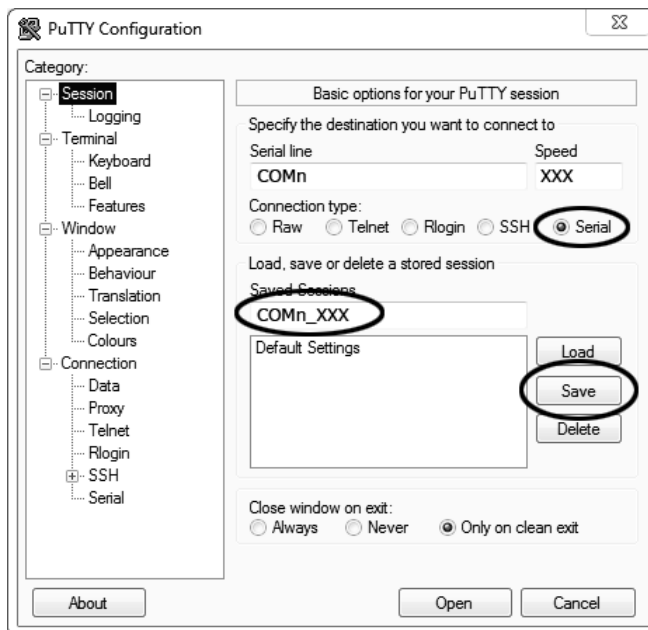 PuTTY Configuration
Category:
Session
Logging
Terminal
Keyboard
Bell
Features
Window
Appearance
Behaviour
Translation
Selection
Colours
Connection
Data
Proxy
Telnet
Rlogin
SSH
Serial
Basic options for your PuTTY session
Specify the destination you want to connect to
Serial line Speed
COMn XXX
Connection type:
Raw Telnet Rlogin SSH Serial
Load, save or delete a stored session
Saved Sessions
COMn_XXX
Default Settings
Load
Save
Delete
Close window on exit:
Always Never Only on clean exit
About Open Cancel